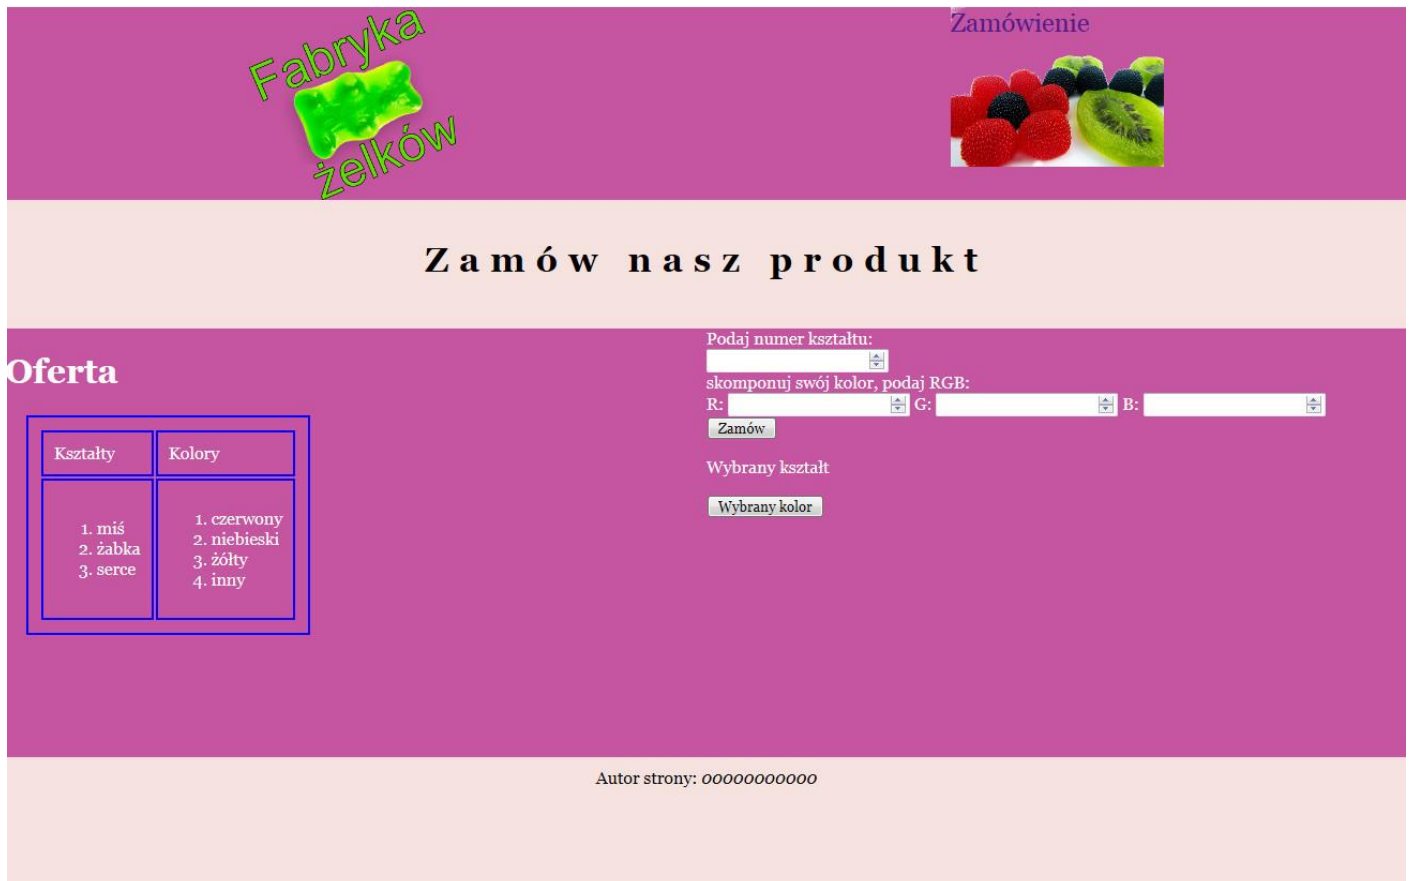 Fabryka
żelków
Zamówienie
Zamów nasz produkt
Oferta
Kształty Kolory
1. miś
2. żabka
3. serce
1. czerwony
2. niebieski
3. żółty
4. inny
Podaj numer kształtu:
skomponuj swój kolor, podaj RGB:
R: G: B:
Zamów
Wybrany kształt
Wybrany kolor
Autor strony: 00000000000